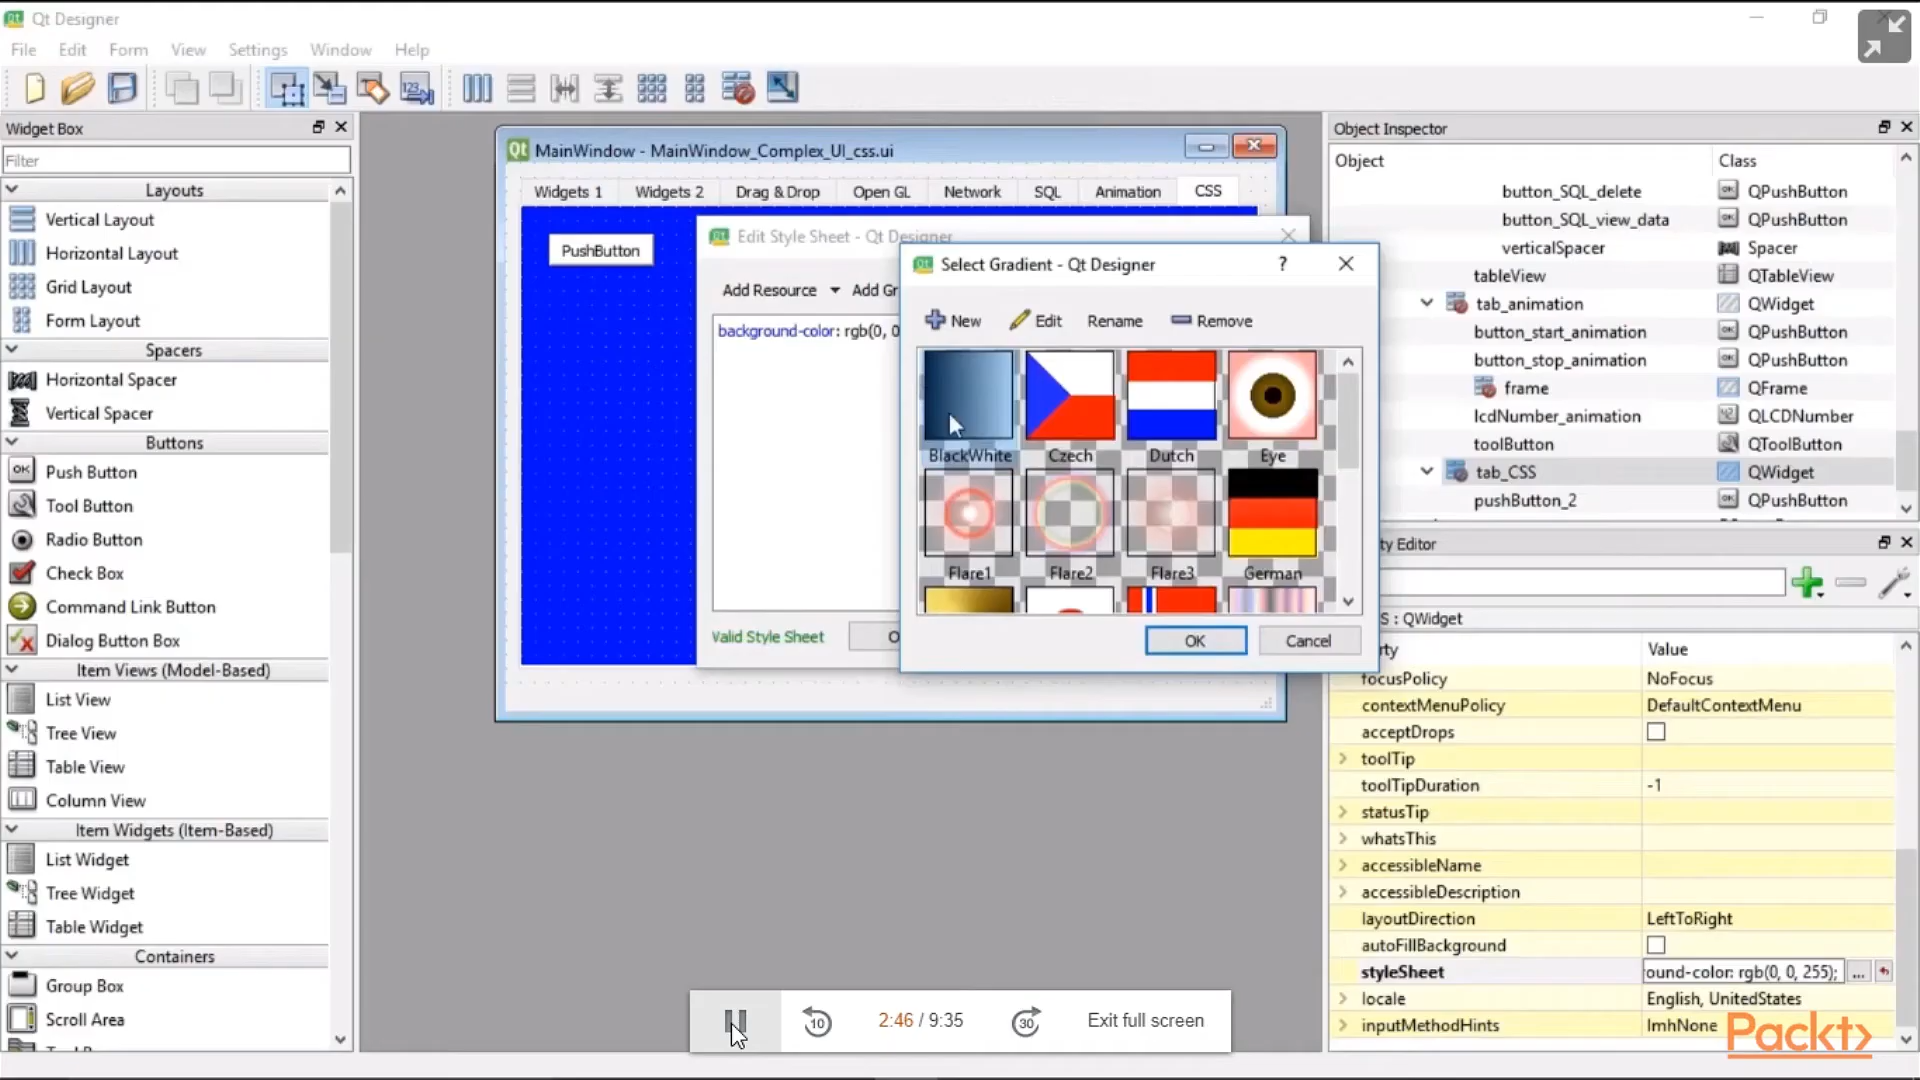 Qt Designer
File Edit Form View Settings Window Help
Widget Box
Filter
Layouts
Vertical Layout
Horizontal Layout
Grid Layout
Form Layout
Spacers
Horizontal Spacer
Vertical Spacer
Buttons
Push Button
Tool Button
Radio Button
Check Box
Command Link Button
Dialog Button Box
Item Views (Model-Based)
List View
Tree View
Table View
Column View
Item Widgets (Item-Based)
List Widget
Tree Widget
Table Widget
Containers
Group Box
Scroll Area
MainWindow - MainWindow_Complex_UI_css.ui
Widgets 1 Widgets 2 Drag & Drop Open GL Network SQL Animation CSS
PushButton
Edit Style Sheet - Qt Designer
Add Resource Add Gr
background-color: rgb(0, 0
Valid Style Sheet
O
Select Gradient - Qt Designer
New Edit Rename Remove
BlackWhite Czech Dutch Eye
Flare1 Flare2 Flare3 German
OK Cancel
Object Inspector
Object Class
button_SQL_delete QPushButton
button_SQL_view_data QPushButton
verticalSpacer Spacer
tableView QTableView
tab_animation QWidget
button_start_animation QPushButton
button_stop_animation QPushButton
frame QFrame
lcdNumber_animation QLCDNumber
toolButton QToolButton
tab_CSS QWidget
pushButton_2 QPushButton
ty Editor
S : QWidget
rty Value
focusPolicy NoFocus
contextMenuPolicy DefaultContextMenu
acceptDrops
toolTip
toolTipDuration -1
statusTip
whatsThis
accessibleName
accessibleDescription
layoutDirection LeftToRight
autoFillBackground
styleSheet ound-color: rgb(0, 0, 255); ...
locale English, UnitedStates
inputMethodHints ImhNone
10 2:46 / 9:35 30 Exit full screen
Packt>